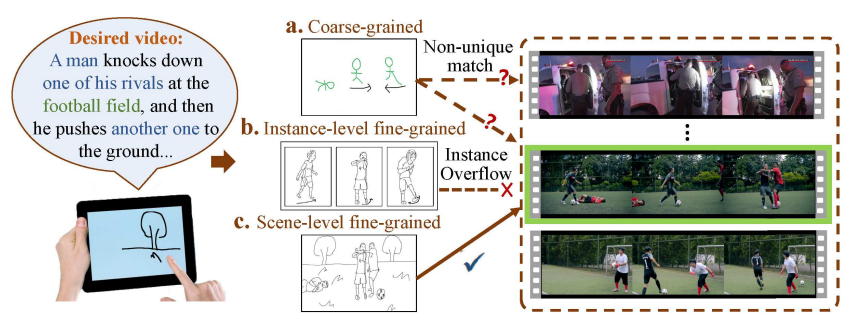 Desired video:
A man knocks down
one of his rivals at the
football field, and then
he pushes another one to
the ground...
a. Coarse-grained
Non-unique
match
?
?
b. Instance-level fine-grained
Instance
Overflow
X
c. Scene-level fine-grained